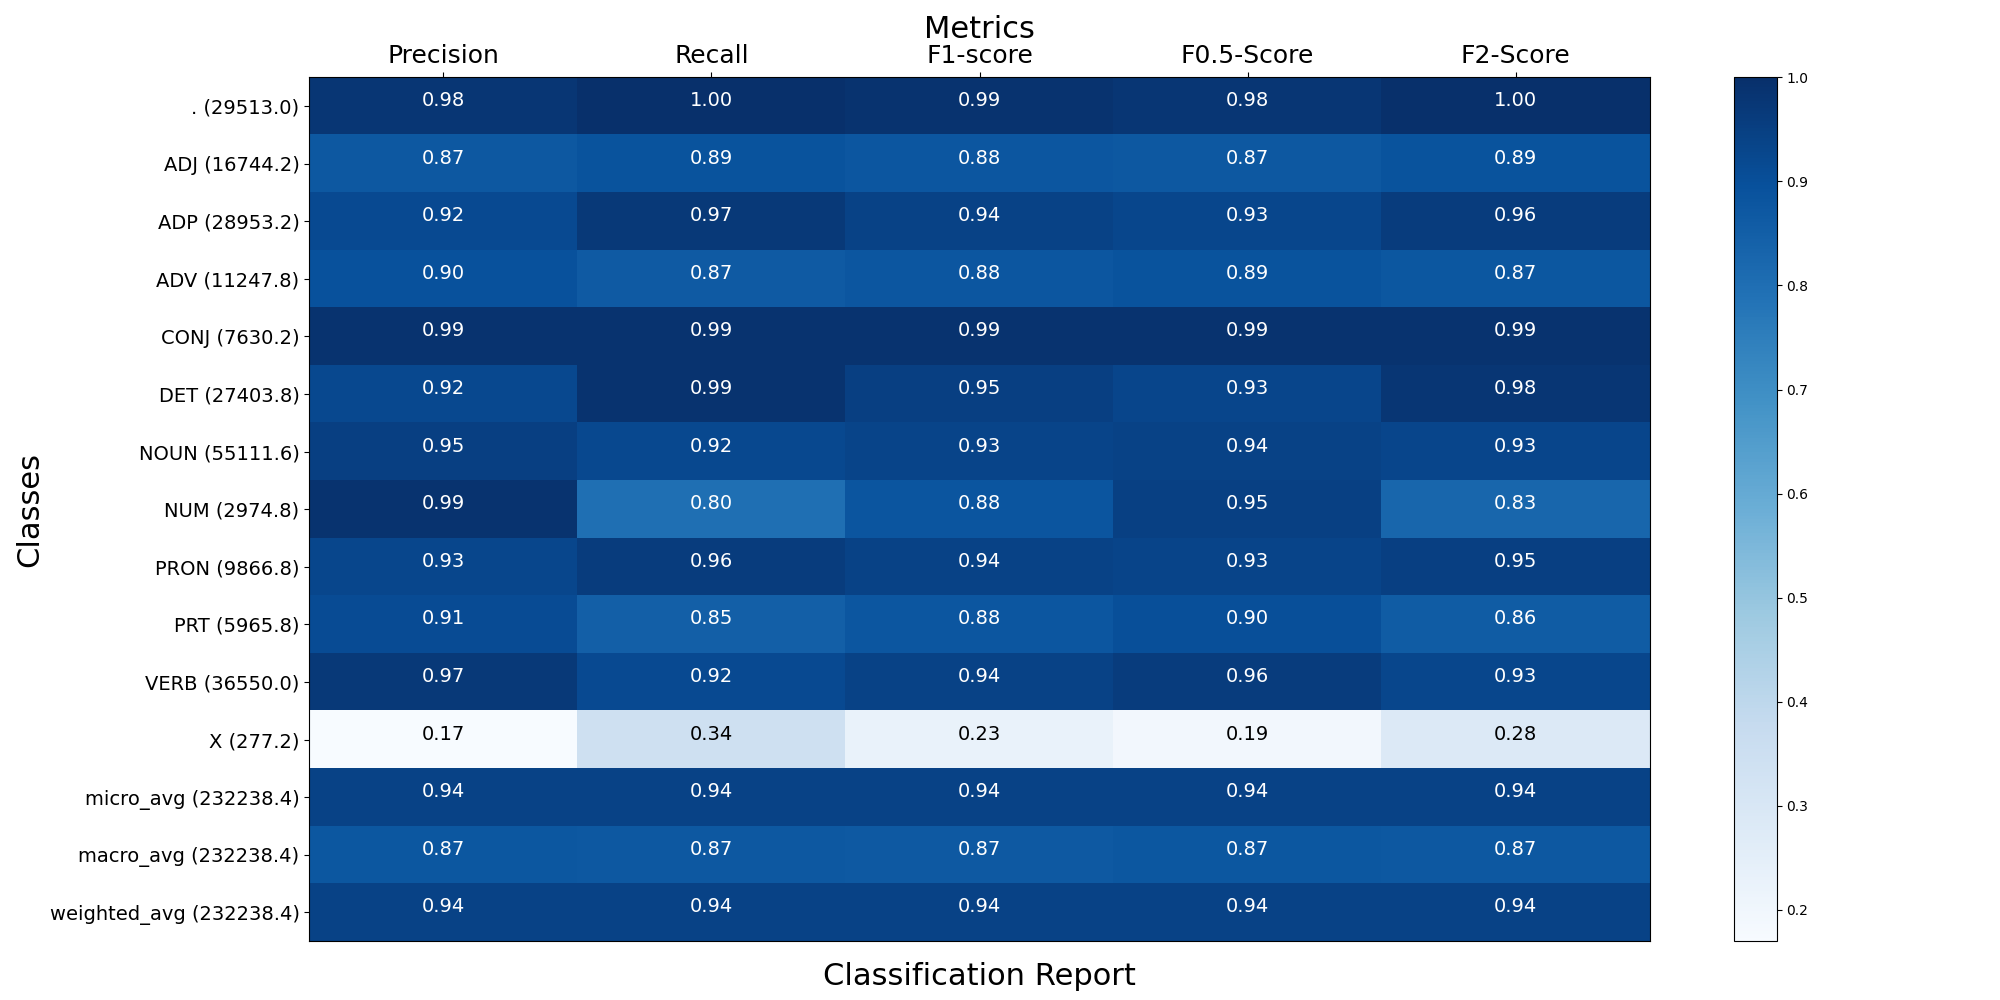 Metrics
Precision Recall F1-score F0.5-Score F2-Score
. (29513.0) 0.98 1.00 0.99 0.98 1.00
ADJ (16744.2) 0.87 0.89 0.88 0.87 0.89
ADP (28953.2) 0.92 0.97 0.94 0.93 0.96
ADV (11247.8) 0.90 0.87 0.88 0.89 0.87
CONJ (7630.2) 0.99 0.99 0.99 0.99 0.99
DET (27403.8) 0.92 0.99 0.95 0.93 0.98
NOUN (55111.6) 0.95 0.92 0.93 0.94 0.93
NUM (2974.8) 0.99 0.80 0.88 0.95 0.83
PRON (9866.8) 0.93 0.96 0.94 0.93 0.95
PRT (5965.8) 0.91 0.85 0.88 0.90 0.86
VERB (36550.0) 0.97 0.92 0.94 0.96 0.93
X (277.2) 0.17 0.34 0.23 0.19 0.28
micro_avg (232238.4) 0.94 0.94 0.94 0.94 0.94
macro_avg (232238.4) 0.87 0.87 0.87 0.87 0.87
weighted_avg (232238.4) 0.94 0.94 0.94 0.94 0.94
Classes
Classification Report
1.0
0.9
0.8
0.7
0.6
0.5
0.4
0.3
0.2